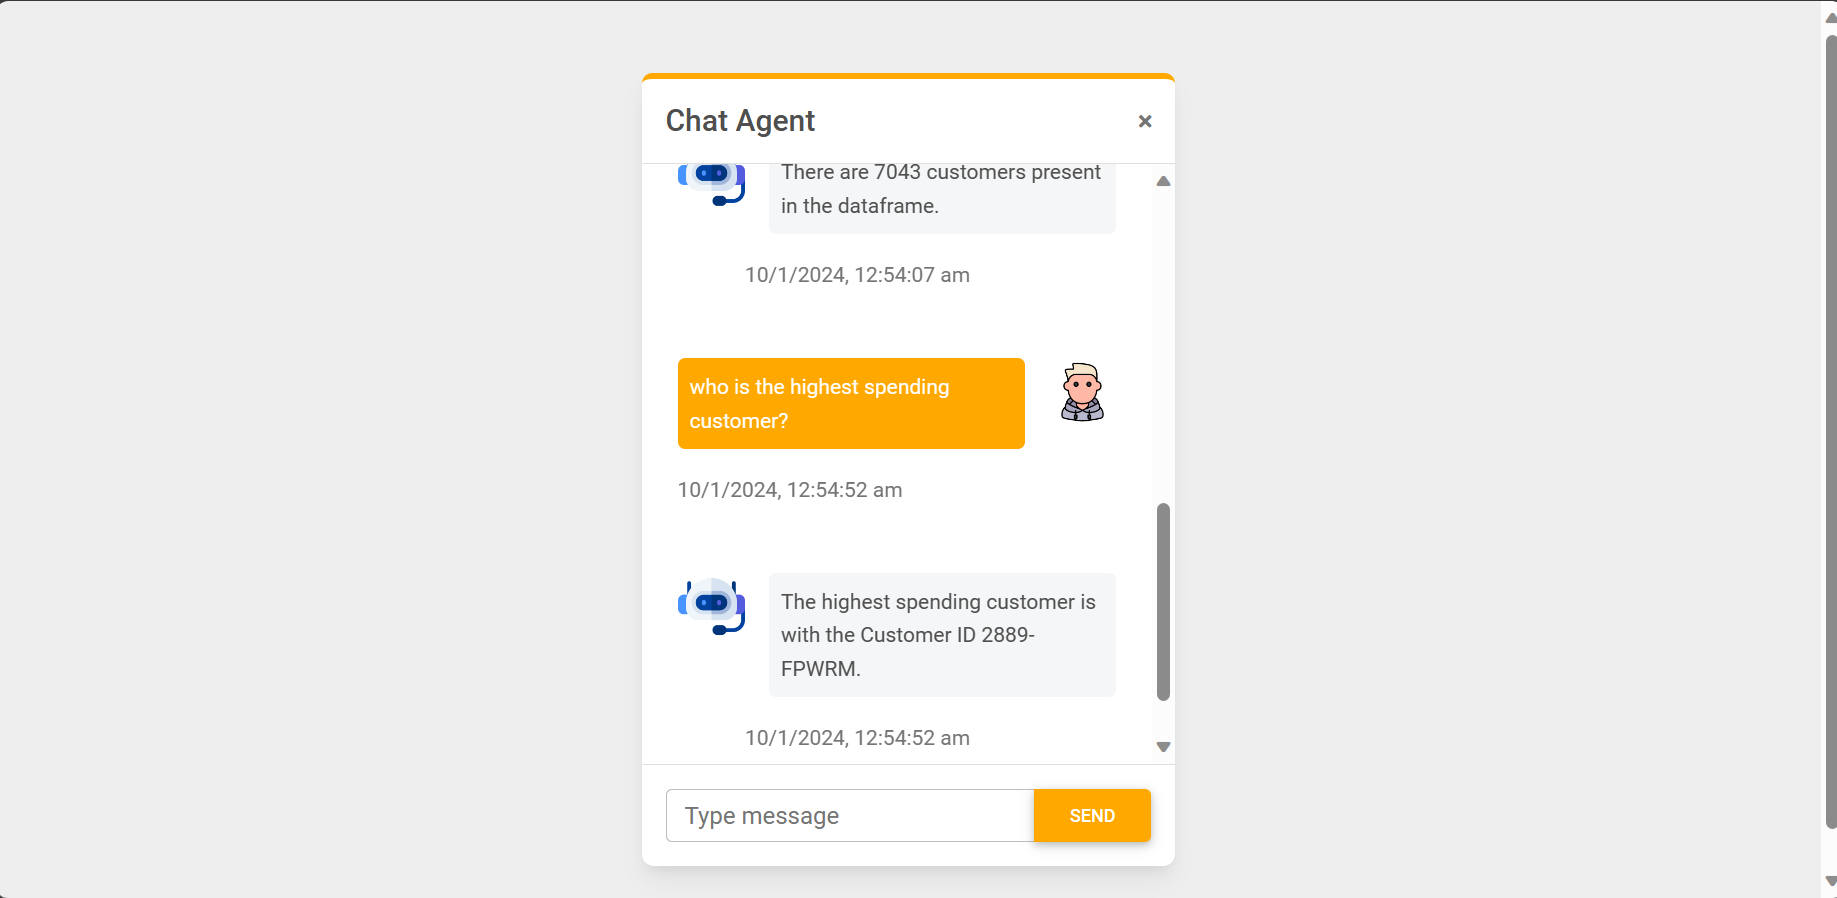 Chat Agent
×
There are 7043 customers present
in the dataframe.
10/1/2024, 12:54:07 am
who is the highest spending
customer?
10/1/2024, 12:54:52 am
The highest spending customer is
with the Customer ID 2889-
FPWRM.
10/1/2024, 12:54:52 am
Type message
SEND